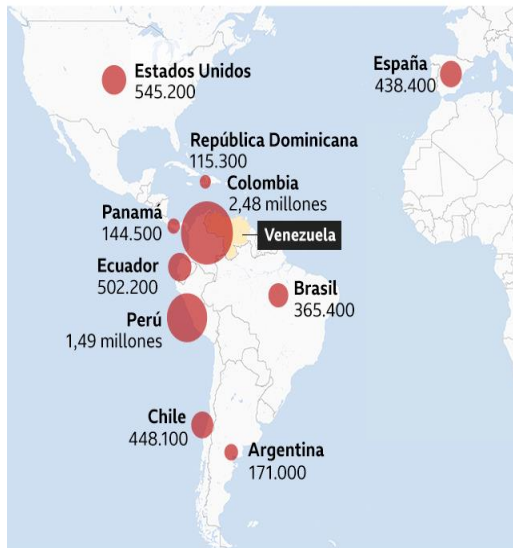 Estados Unidos
545.200
España
438.400
República Dominicana
115.300
Colombia
2,48 millones
Panamá
144.500
Venezuela
Ecuador
502.200
Brasil
365.400
Perú
1,49 millones
Chile
448.100
Argentina
171.000